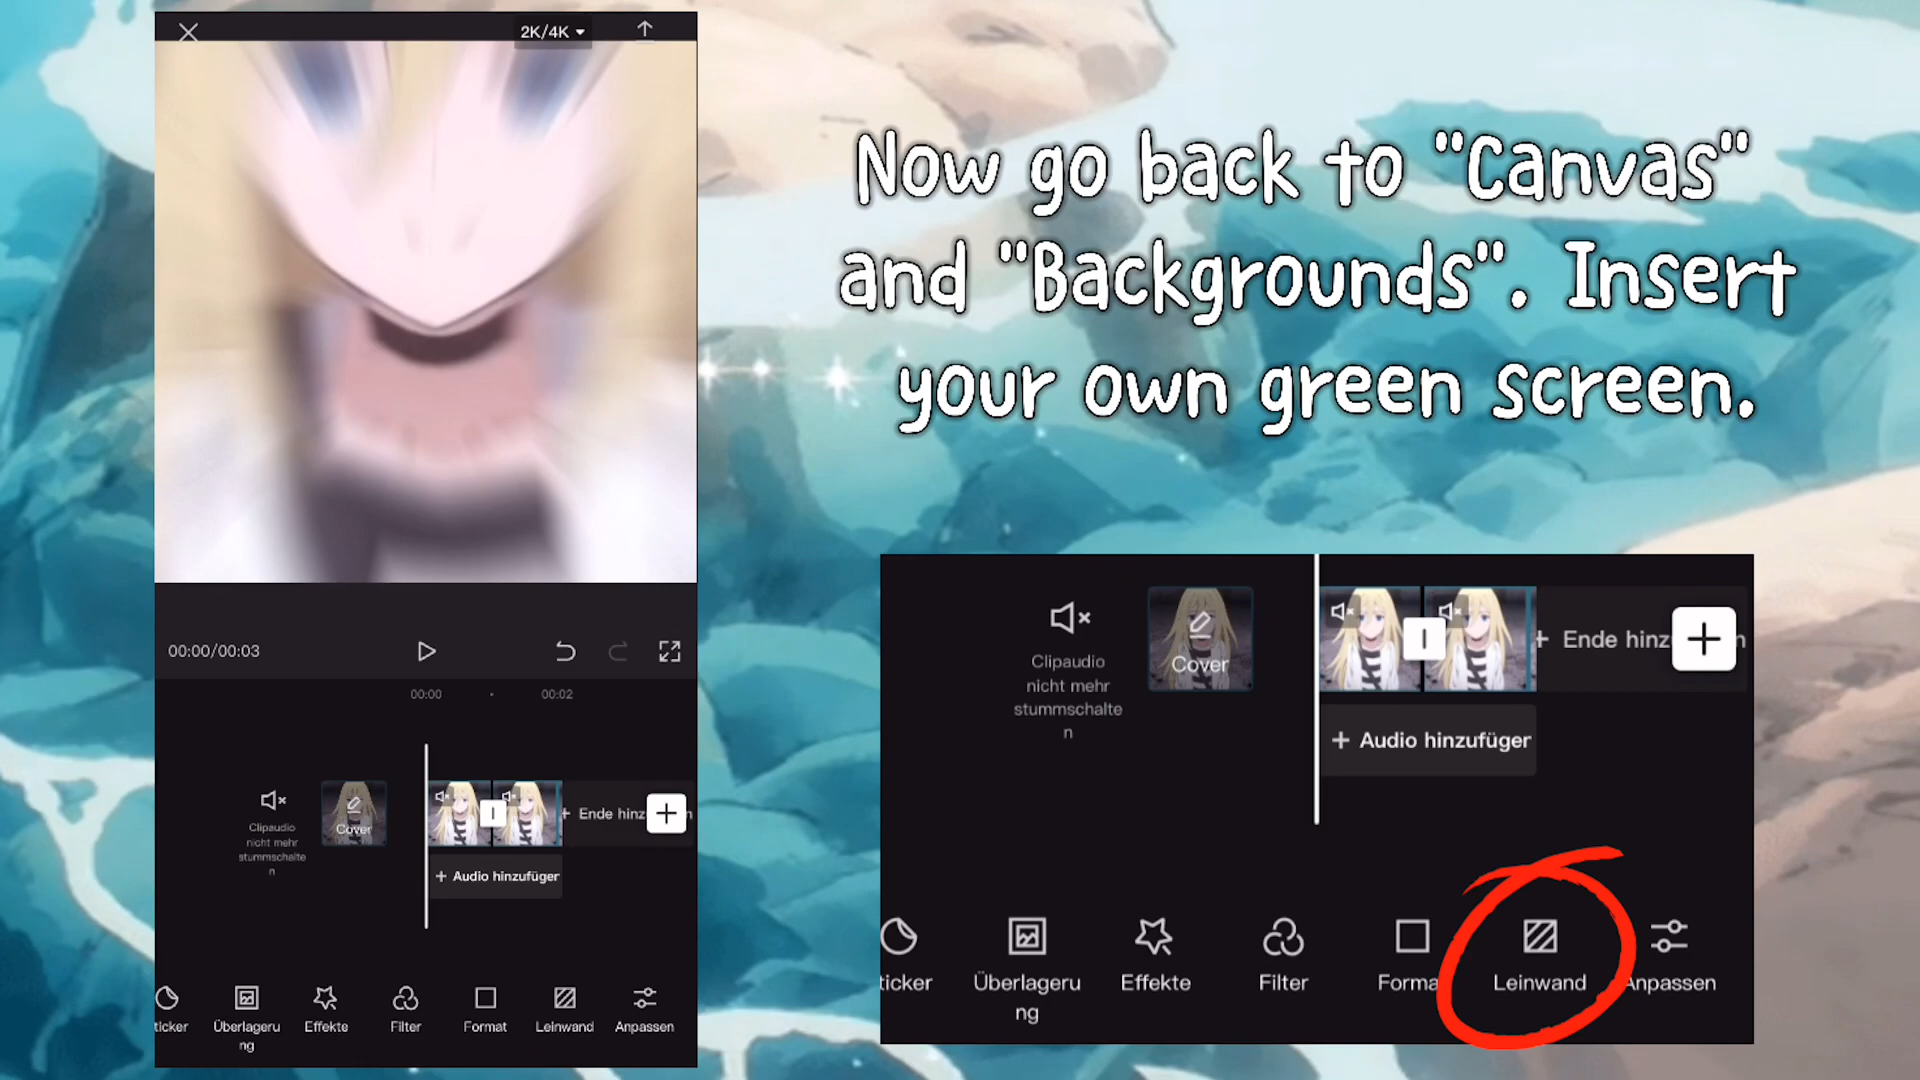 2K/4K
Now go back to "Canvas"
and "Backgrounds". Insert
your own green screen.
00:00/00:03
00:00
00:02
Clipaudio
nicht mehr
stummschalte
n
Cover
+ Ende hinz
+ Audio hinzufüger
ticker
Überlageru
ng
Effekte
Filter
Format
Leinwand
Anpassen
Clipaudio
nicht mehr
stummschalte
n
Cover
+ Ende hinz
n
+ Audio hinzufüger
ticker
Überlageru
ng
Effekte
Filter
Forma
Leinwand
Anpassen